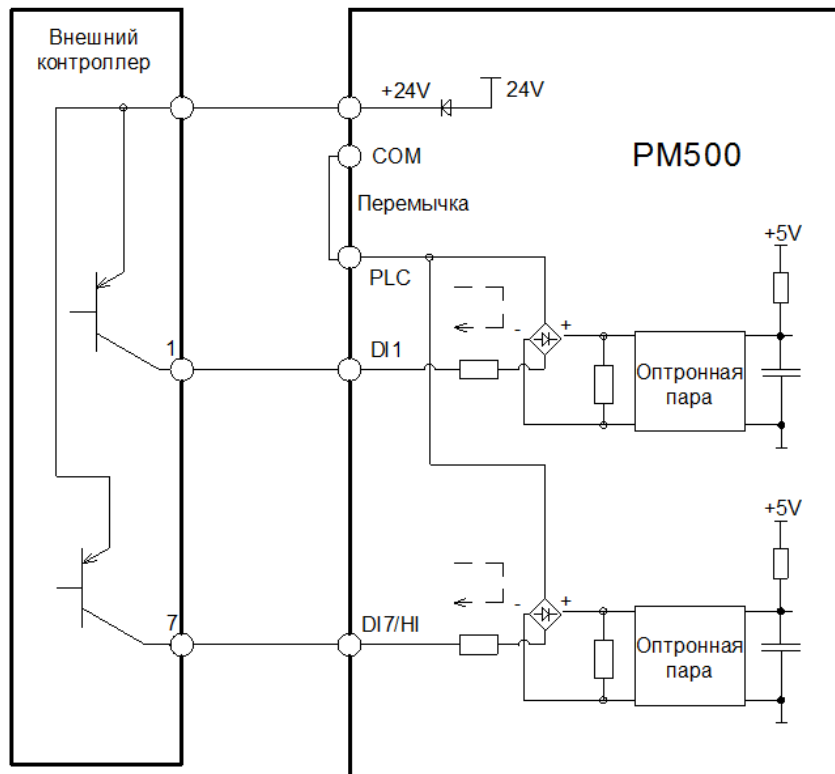 Внешний
контроллер
+24V
24V
COM
PM500
Перемычка
PLC
+5V
1
DI1
-
+
Оптронная
пара
+5V
7
DI7/HI
-
+
Оптронная
пара